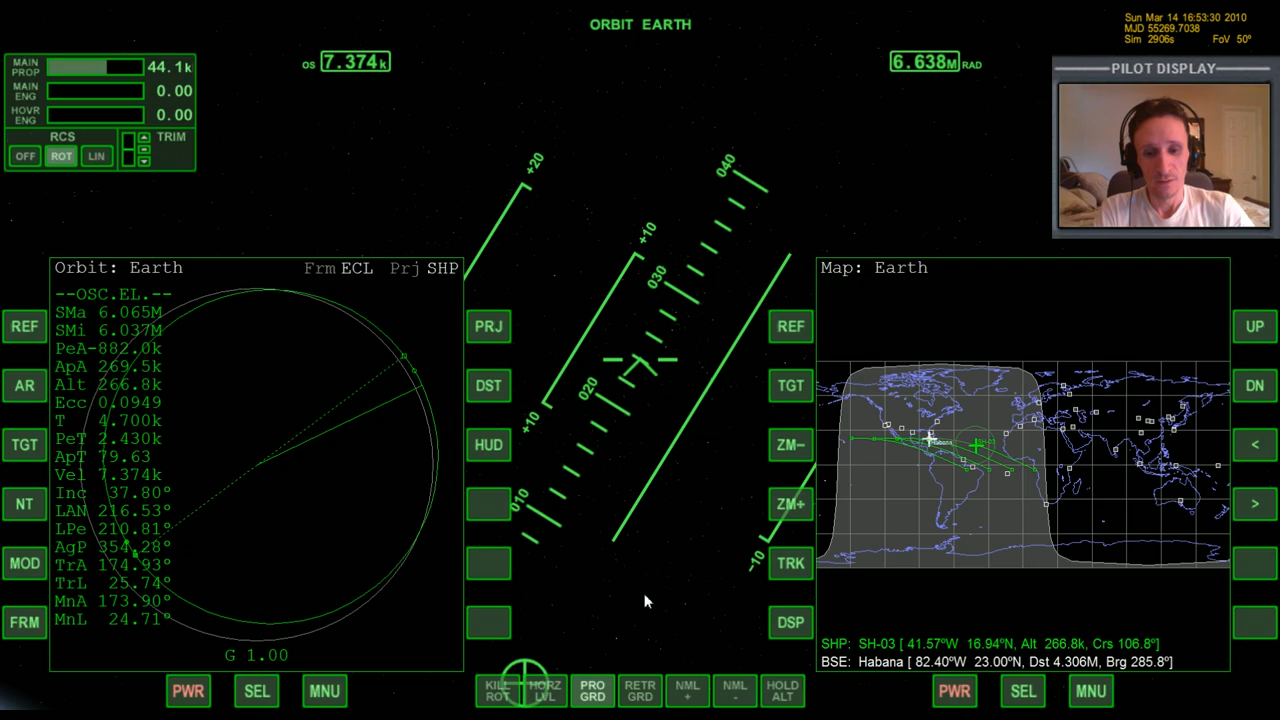 ORBIT EARTH
Sun Mar 14 16:53:30 2010
MJD 55269.7038
Sim 2906s FoV 50°
MAIN PROP 44.1k
MAIN ENG 0.00
HOVR ENG 0.00
RCS TRIM
OFF ROT LIN
OS 7.374k
6.638M RAD
PILOT DISPLAY
+20
+10
040
030
020
010
+10
-10
Orbit: Earth Frm ECL Prj SHP
--OSC.EL.--
SMa 6.065M
SMi 6.037M
PeA-882.0k
ApA 269.5k
Alt 266.8k
Ecc 0.0949
T 4.700k
PeT 2.430k
ApT 79.63
Vel 7.374k
Inc 37.80°
LAN 216.53°
LPe 210.81°
AgP 354.28°
TrA 174.93°
TrL 25.74°
MnA 173.90°
MnL 24.71°
G 1.00
REF
AR
TGT
NT
MOD
FRM
PRJ
DST
HUD
PWR SEL MNU
KILL ROT
HORZ LVL
PRO GRD
RETR GRD
NML +
NML -
HOLD ALT
Map: Earth
REF
TGT
ZM-
ZM+
TRK
DSP
UP
DN
<
>
Habana
SH-03
SHP: SH-03 [ 41.57°W 16.94°N, Alt 266.8k, Crs 106.8°]
BSE: Habana [ 82.40°W 23.00°N, Dst 4.306M, Brg 285.8°]
PWR SEL MNU